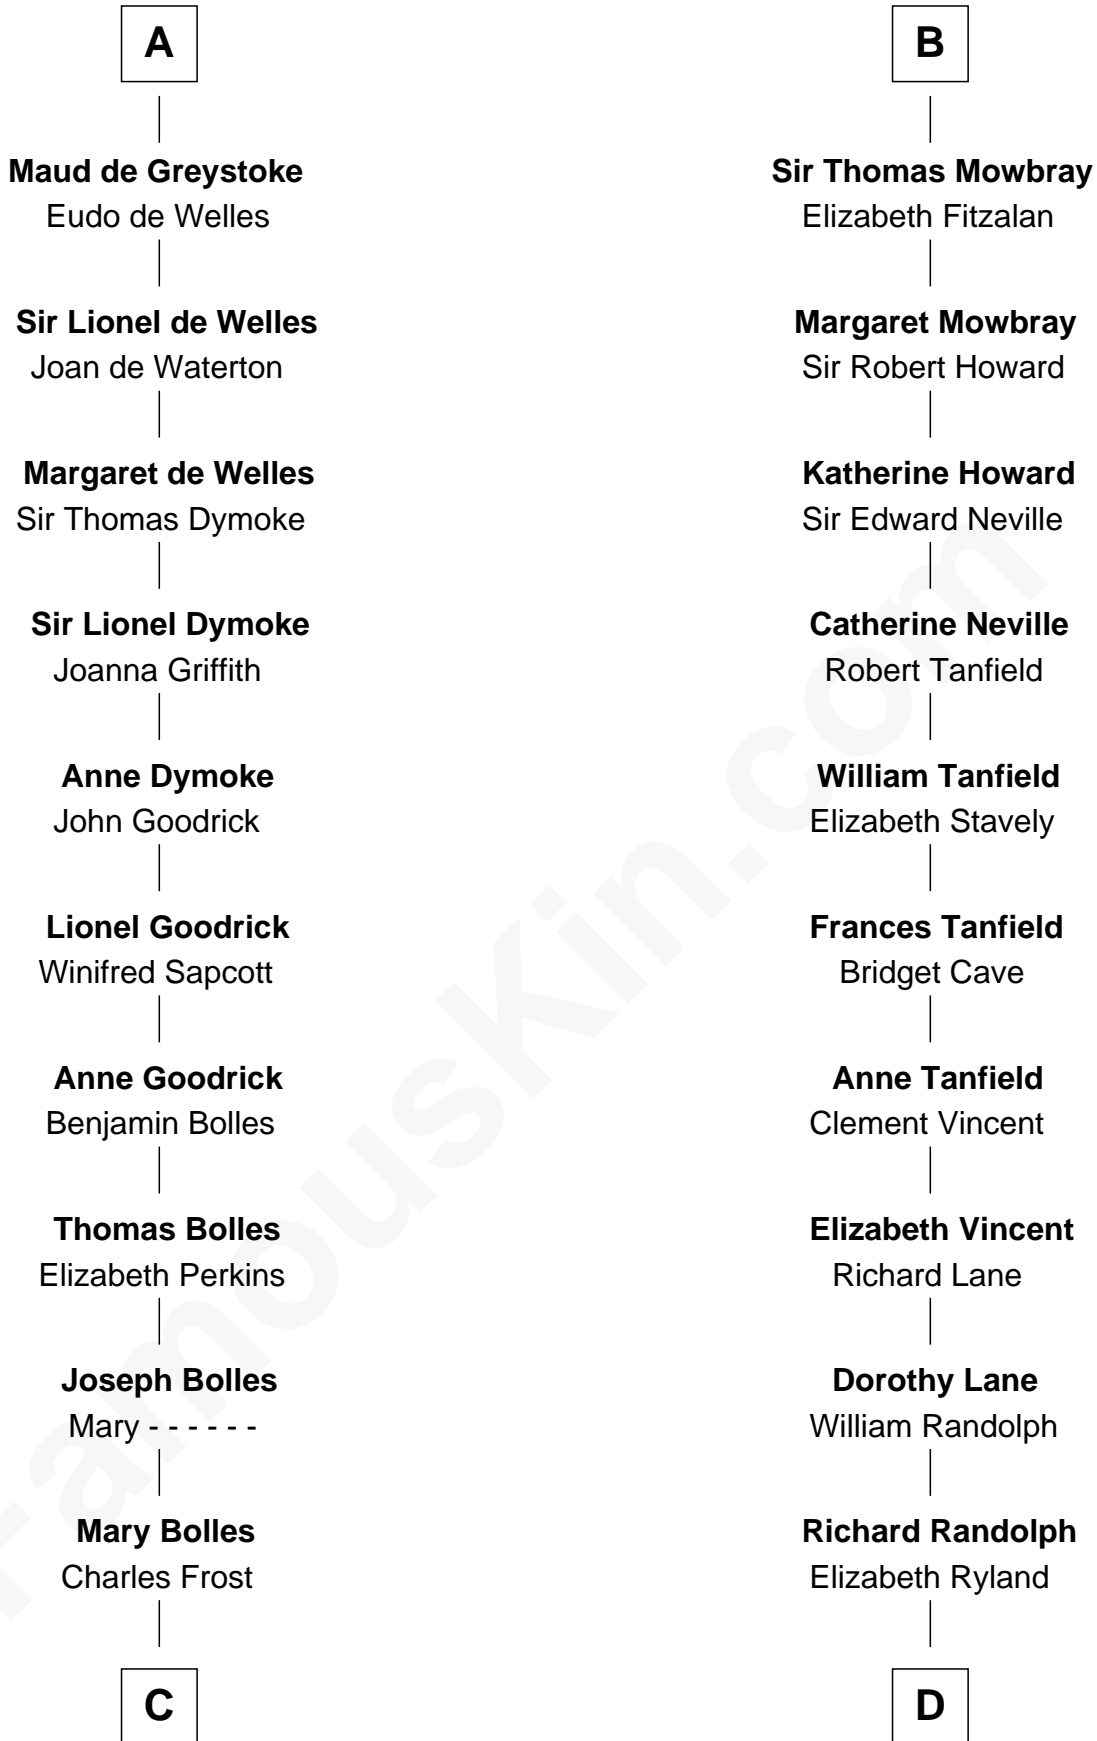 A
Maud de Greystoke
Eudo de Welles
Sir Lionel de Welles
Joan de Waterton
Margaret de Welles
Sir Thomas Dymoke
Sir Lionel Dymoke
Joanna Griffith
Anne Dymoke
John Goodrick
Lionel Goodrick
Winifred Sapcott
Anne Goodrick
Benjamin Bolles
Thomas Bolles
Elizabeth Perkins
Joseph Bolles
Mary - - - - - -
Mary Bolles
Charles Frost
C
B
Sir Thomas Mowbray
Elizabeth Fitzalan
Margaret Mowbray
Sir Robert Howard
Katherine Howard
Sir Edward Neville
Catherine Neville
Robert Tanfield
William Tanfield
Elizabeth Stavely
Frances Tanfield
Bridget Cave
Anne Tanfield
Clement Vincent
Elizabeth Vincent
Richard Lane
Dorothy Lane
William Randolph
Richard Randolph
Elizabeth Ryland
D
FamousKin.com